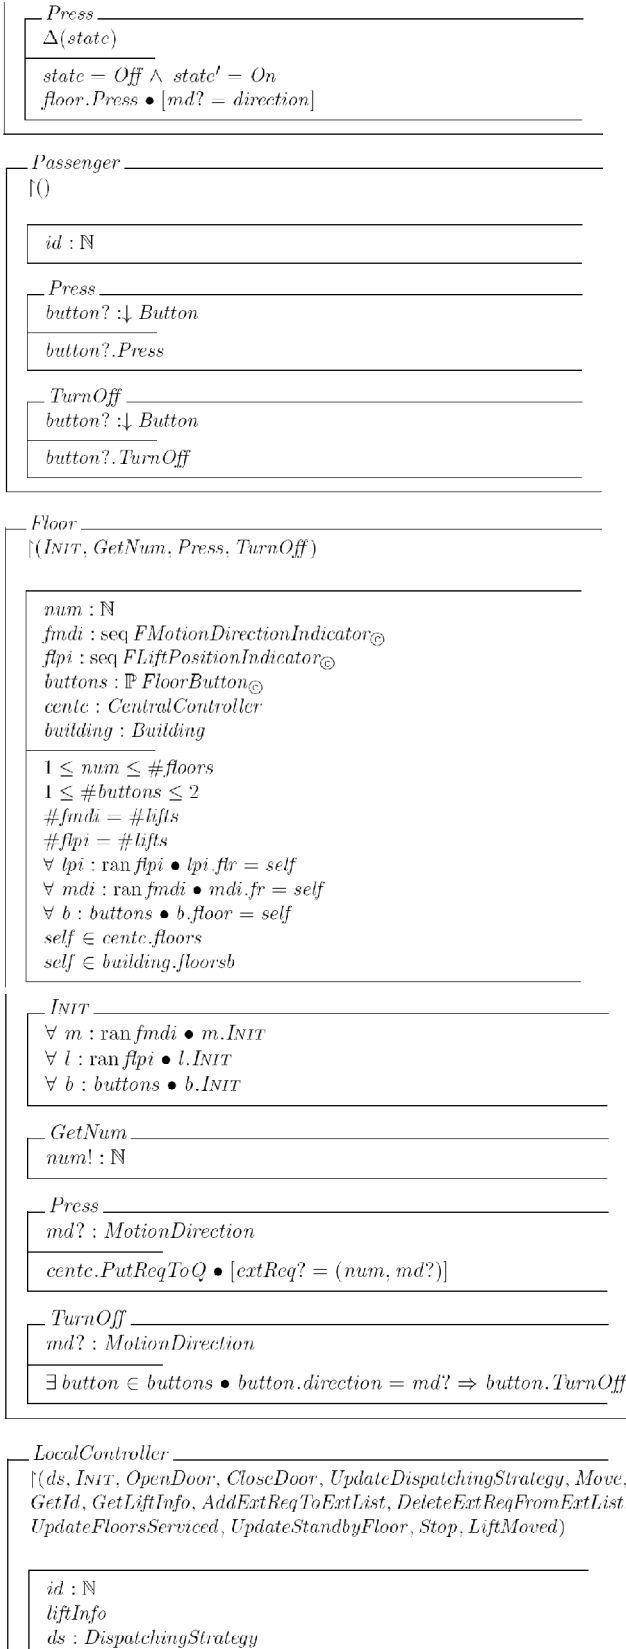 Press
Δ(state)
state = Off ∧ state′ = On
floor.Press • [md? = direction]
Passenger
↾()
id : ℕ
Press
button? :↓ Button
button?.Press
TurnOff
button? :↓ Button
button?.TurnOff
Floor
↾(INIT, GetNum, Press, TurnOff)
num : ℕ
fmdi : seq FMotionDirectionIndicator©
flpi : seq FLiftPositionIndicator©
buttons : ℙ FloorButton©
centc : CentralController
building : Building
1 ≤ num ≤ #floors
1 ≤ #buttons ≤ 2
#fmdi = #lifts
#flpi = #lifts
∀ lpi : ran flpi • lpi.flr = self
∀ mdi : ran fmdi • mdi.fr = self
∀ b : buttons • b.floor = self
self ∈ centc.floors
self ∈ building.floorsb
INIT
∀ m : ran fmdi • m.INIT
∀ l : ran flpi • l.INIT
∀ b : buttons • b.INIT
GetNum
num! : ℕ
Press
md? : MotionDirection
centc.PutReqToQ • [extReq? = (num, md?)]
TurnOff
md? : MotionDirection
∃ button ∈ buttons • button.direction = md? ⇒ button.TurnOff
LocalController
↾(ds, INIT, OpenDoor, CloseDoor, UpdateDispatchingStrategy, Move,
GetId, GetLiftInfo, AddExtReqToExtList, DeleteExtReqFromExtList,
UpdateFloorsServiced, UpdateStandbyFloor, Stop, LiftMoved)
id : ℕ
liftInfo
ds : DispatchingStrategy